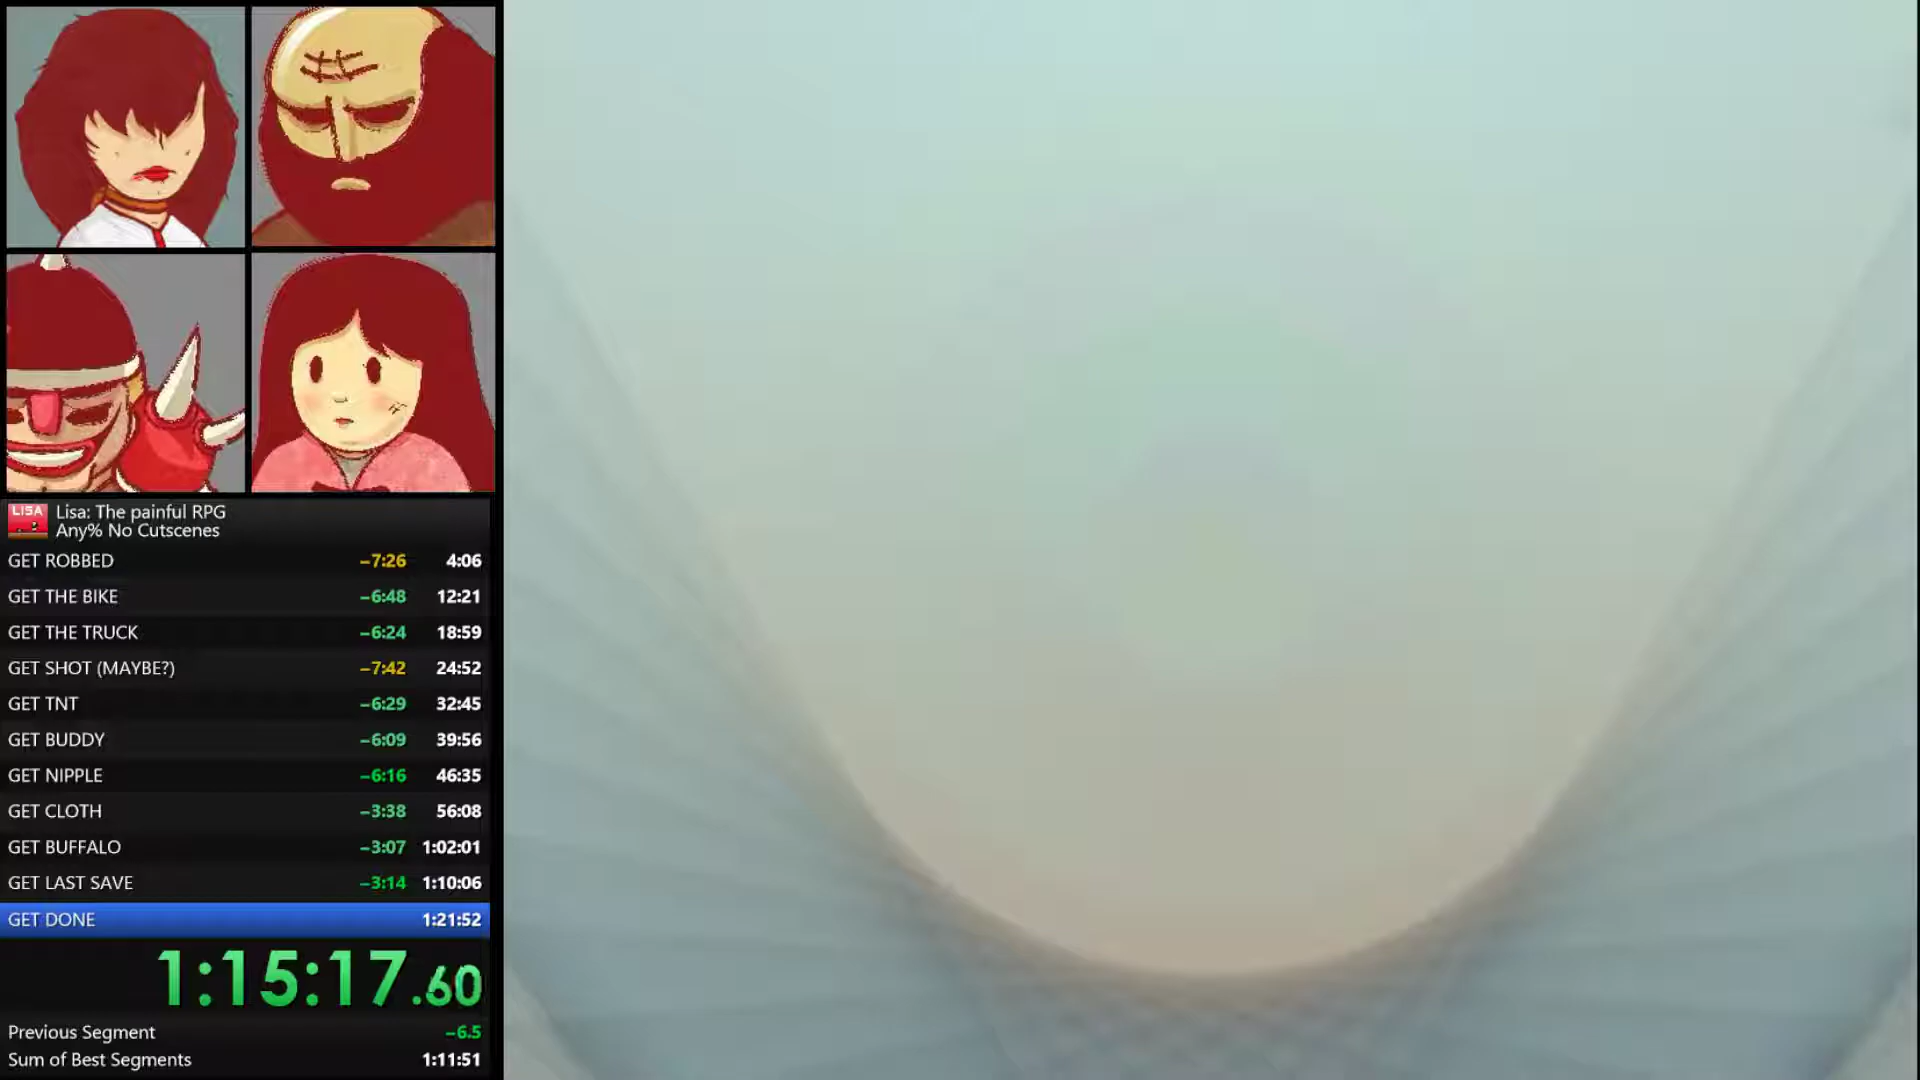 LISA
Lisa: The painful RPG
Any% No Cutscenes
GET ROBBED −7:26 4:06
GET THE BIKE −6:48 12:21
GET THE TRUCK −6:24 18:59
GET SHOT (MAYBE?) −7:42 24:52
GET TNT −6:29 32:45
GET BUDDY −6:09 39:56
GET NIPPLE −6:16 46:35
GET CLOTH −3:38 56:08
GET BUFFALO −3:07 1:02:01
GET LAST SAVE −3:14 1:10:06
GET DONE 1:21:52
1:15:17.60
Previous Segment −6.5
Sum of Best Segments 1:11:51